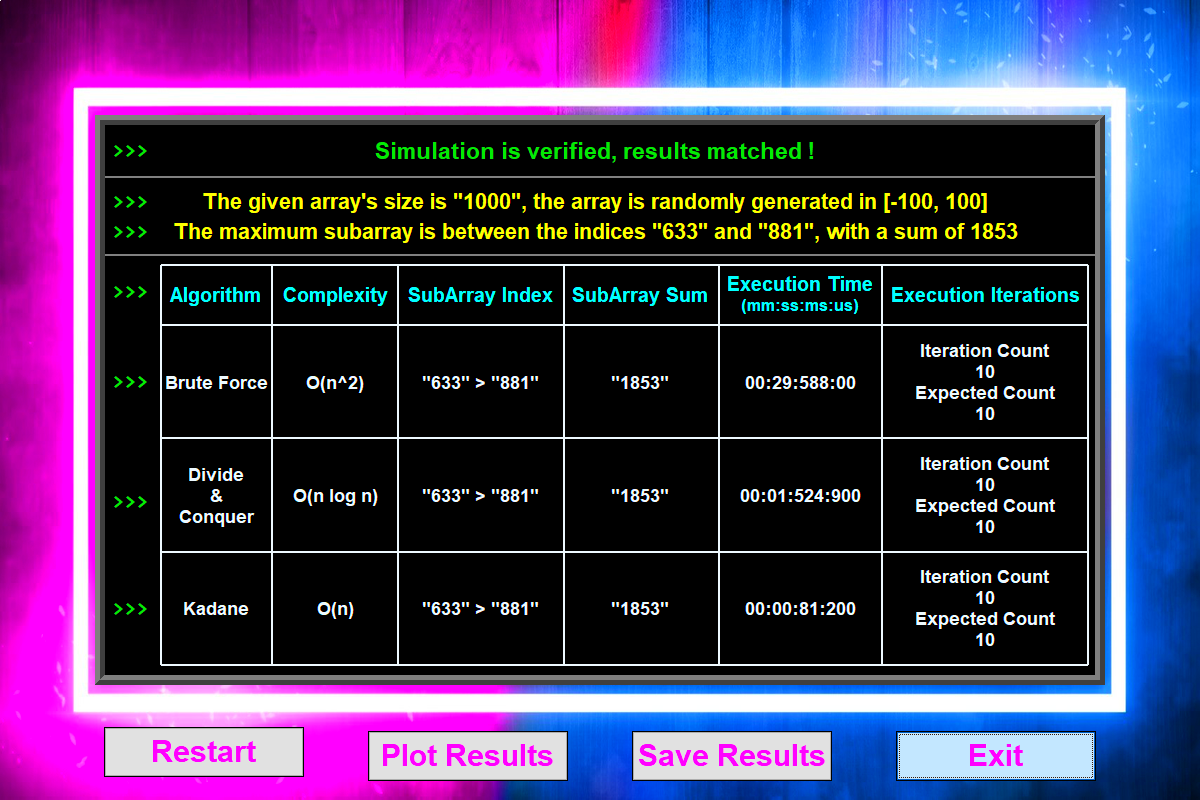 >>> Simulation is verified, results matched !
>>> The given array's size is "1000", the array is randomly generated in [-100, 100]
>>> The maximum subarray is between the indices "633" and "881", with a sum of 1853
>>> Algorithm Complexity SubArray Index SubArray Sum Execution Time Execution Iterations
(mm:ss:ms:us)
>>> Brute Force O(n^2) "633" > "881" "1853" 00:29:588:00 Iteration Count
10
Expected Count
10
>>> Divide
&
Conquer O(n log n) "633" > "881" "1853" 00:01:524:900 Iteration Count
10
Expected Count
10
>>> Kadane O(n) "633" > "881" "1853" 00:00:81:200 Iteration Count
10
Expected Count
10
Restart Plot Results Save Results Exit